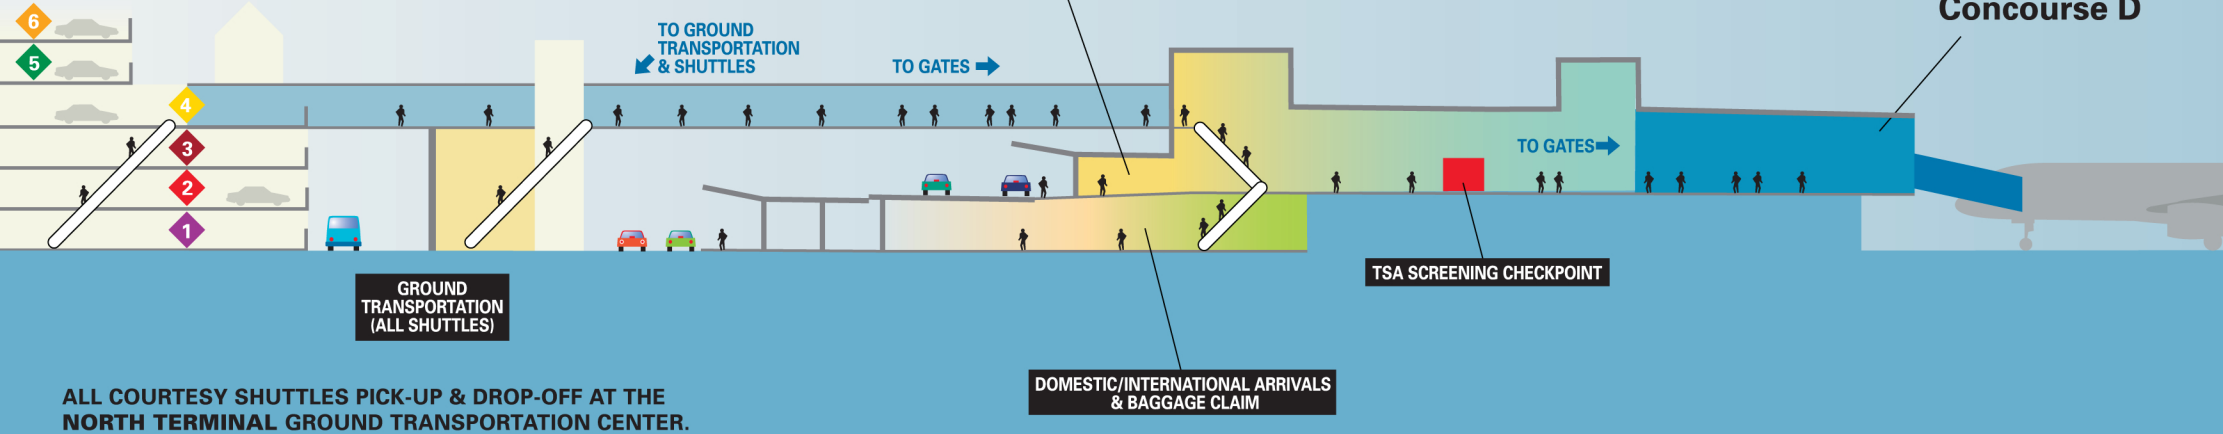 6
5
4
3
2
1
TO GROUND
TRANSPORTATION
& SHUTTLES
TO GATES
Concourse D
TO GATES
GROUND
TRANSPORTATION
(ALL SHUTTLES)
TSA SCREENING CHECKPOINT
DOMESTIC/INTERNATIONAL ARRIVALS
& BAGGAGE CLAIM
ALL COURTESY SHUTTLES PICK-UP & DROP-OFF AT THE
NORTH TERMINAL GROUND TRANSPORTATION CENTER.